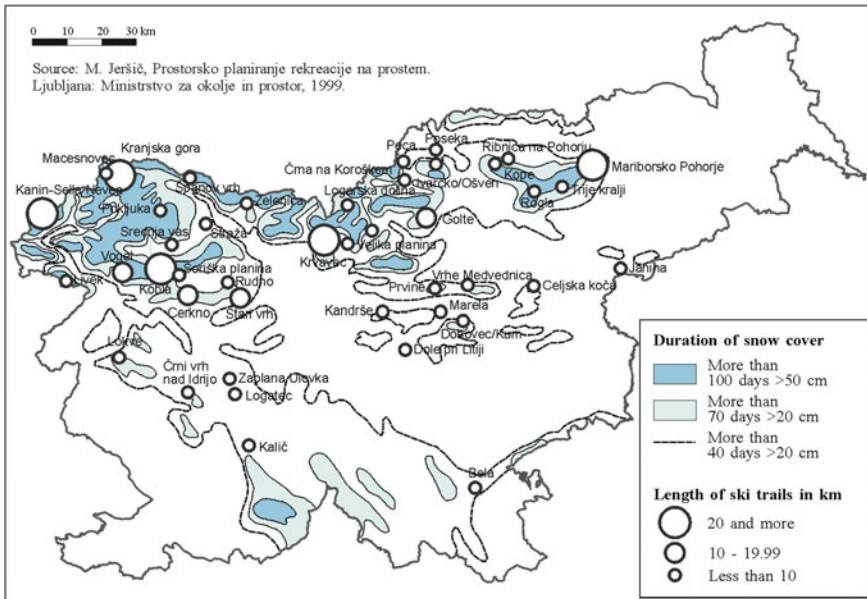 0 10 20 30 km
Source: M. Jeršič, Prostorsko planiranje rekreacije na prostem.
Ljubljana: Ministrstvo za okolje in prostor, 1999.
Kranjska gora
Macesnovec
Kanin-Sella Nevea
Španov vrh
Zelenica
Pokljuka
Srednja vas
Straža
Vogel
Soriška planina
Livek
Kobla
Rudno
Cerkno
Stari vrh
Peca
Poseka
Črna na Koroškem
Ribnica na Pohorju
Kope
Mariborsko Pohorje
Logarska dolina
Rogla
Trije kralji
Golte
Velika planina
Krvavec
Vrhe Medvednica
Prvine
Celjska koča
Janina
Kandrše
Marela
Dobovec/Kum
Dole pri Litiji
Lokve
Črni vrh
nad Idrijo
Zaplana Ulovka
Logatec
Kalič
Bela
Duration of snow cover
More than
100 days >50 cm
More than
70 days >20 cm
More than
40 days >20 cm
Length of ski trails in km
20 and more
10 - 19.99
Less than 10